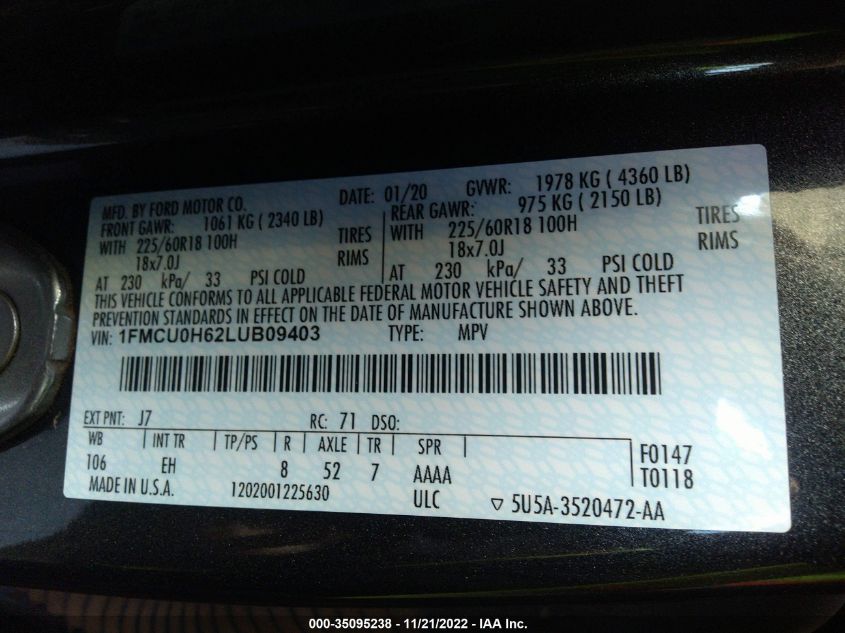 MFD. BY FORD MOTOR CO. DATE: 01/20 GVWR: 1978 KG ( 4360 LB)
FRONT GAWR: 1061 KG ( 2340 LB) REAR GAWR: 975 KG ( 2150 LB)
WITH 225/60R18 100H TIRES WITH 225/60R18 100H TIRES
18x7.0J RIMS 18x7.0J RIMS
AT 230 kPa/ 33 PSI COLD AT 230 kPa/ 33 PSI COLD
THIS VEHICLE CONFORMS TO ALL APPLICABLE FEDERAL MOTOR VEHICLE SAFETY AND THEFT
PREVENTION STANDARDS IN EFFECT ON THE DATE OF MANUFACTURE SHOWN ABOVE.
VIN: 1FMCU0H62LUB09403 TYPE: MPV
EXT PNT: J7 RC: 71 DSO:
WB INT TR TP/PS R AXLE TR SPR F0147
106 EH 8 52 7 AAAA T0118
MADE IN U.S.A. 1202001225630 ULC ▽ 5U5A-3520472-AA
000-35095238 - 11/21/2022 - IAA Inc.